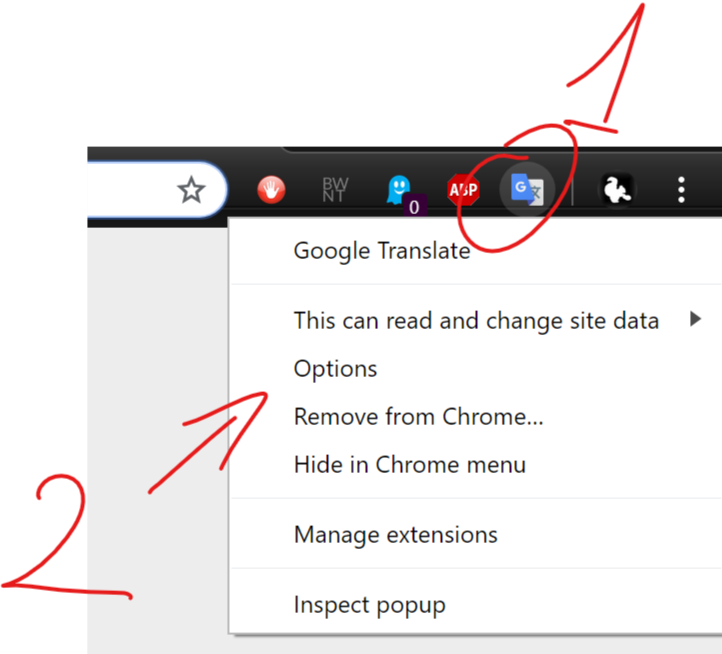 1
BW
NT
0
ABP
G 文
Google Translate
This can read and change site data
Options
Remove from Chrome...
Hide in Chrome menu
Manage extensions
Inspect popup
2